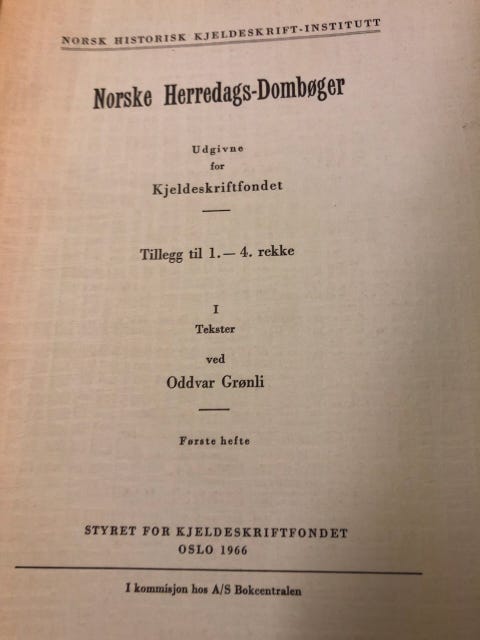 NORSK HISTORISK KJELDESKRIFT-INSTITUTT
Norske Herredags-Dombøger
Udgivne
for
Kjeldeskriftfondet
Tillegg til 1.— 4. rekke
I
Tekster
ved
Oddvar Grønli
Første hefte
STYRET FOR KJELDESKRIFTFONDET
OSLO 1966
I kommisjon hos A/S Bokcentralen